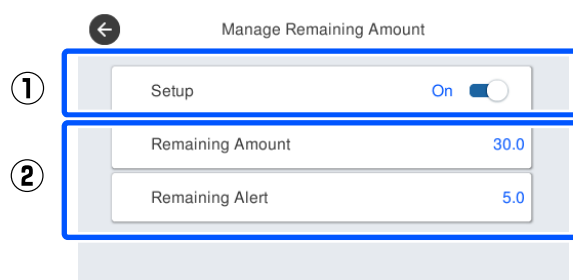 Manage Remaining Amount
① Setup On
② Remaining Amount 30.0
Remaining Alert 5.0